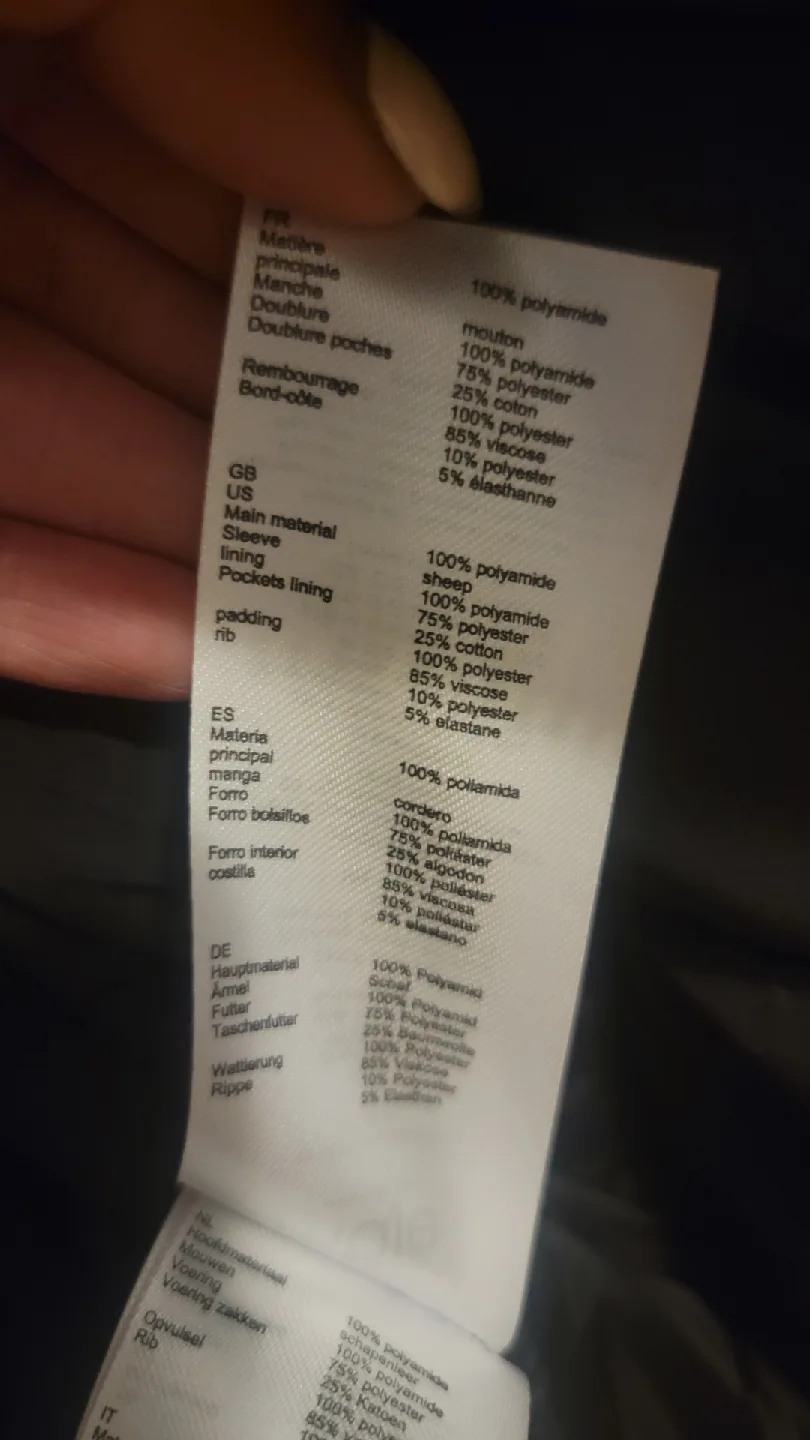 FR
Matière
principale 100% polyamide
Manche mouton
Doublure 100% polyamide
Doublure poches 75% polyester
25% coton
Rembourrage 100% polyester
Bord-côte 85% viscose
10% polyester
5% élasthanne
GB
US
Main material 100% polyamide
Sleeve sheep
lining 100% polyamide
Pockets lining 75% polyester
25% cotton
padding 100% polyester
rib 85% viscose
10% polyester
5% elastane
ES
Materia
principal 100% poliamida
manga cordero
Forro 100% poliamida
Forro bolsillos 75% poliéster
25% algodon
Forro interior 100% poliéster
costilla 85% viscosa
10% poliéster
5% elastano
DE
Hauptmaterial 100% Polyamid
Ärmel Schaf
Futter 100% Polyamid
Taschenfutter 75% Polyester
25% Baumwolle
Wattierung 100% Polyester
Rippe 85% Viskose
10% Polyester
5% Elasthan
NL
Hoofdmateriaal 100% polyamide
Mouwen schapenleer
Voering 100% polyamide
Voering zakken 75% polyester
25% Katoen
Opvulsel 100%
Rib 85%
IT